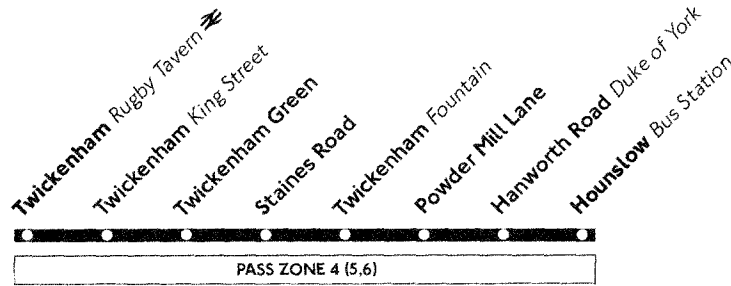 Twickenham Rugby Tavern
Twickenham King Street
Twickenham Green
Staines Road
Twickenham Fountain
Powder Mill Lane
Hanworth Road Duke of York
Hounslow Bus Station
PASS ZONE 4 (5,6)